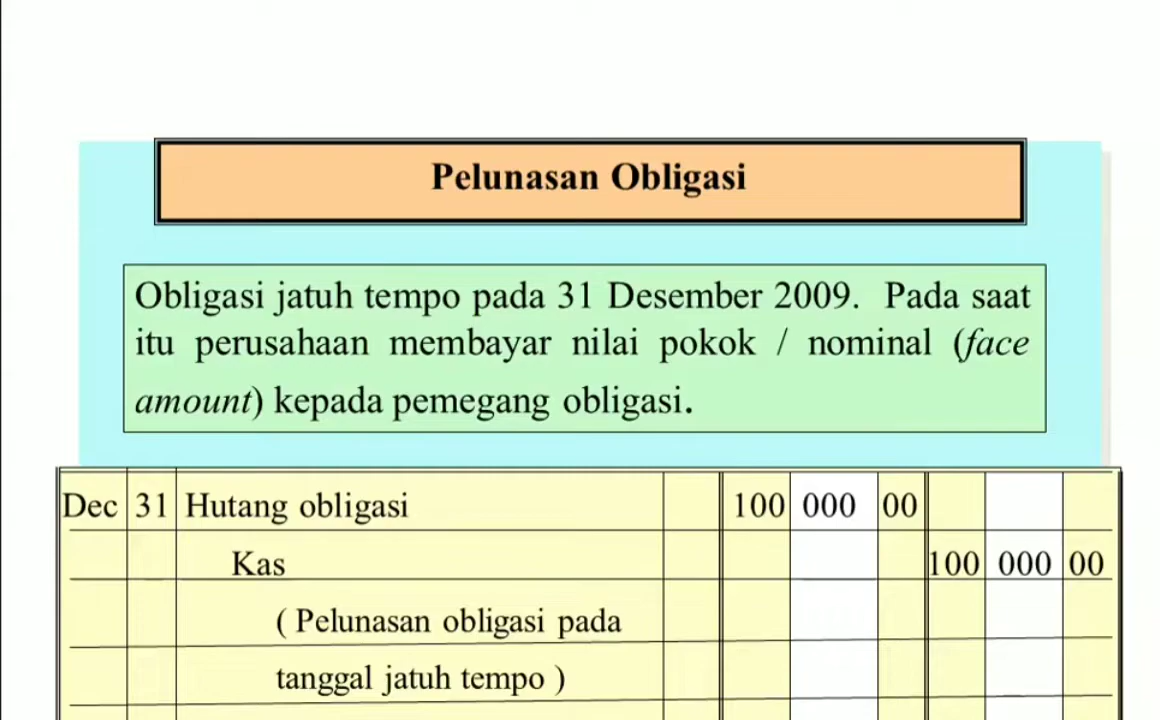 Pelunasan Obligasi
Obligasi jatuh tempo pada 31 Desember 2009. Pada saat
itu perusahaan membayar nilai pokok / nominal (face
amount) kepada pemegang obligasi.
Dec 31 Hutang obligasi 100 000 00
Kas 100 000 00
( Pelunasan obligasi pada
tanggal jatuh tempo )